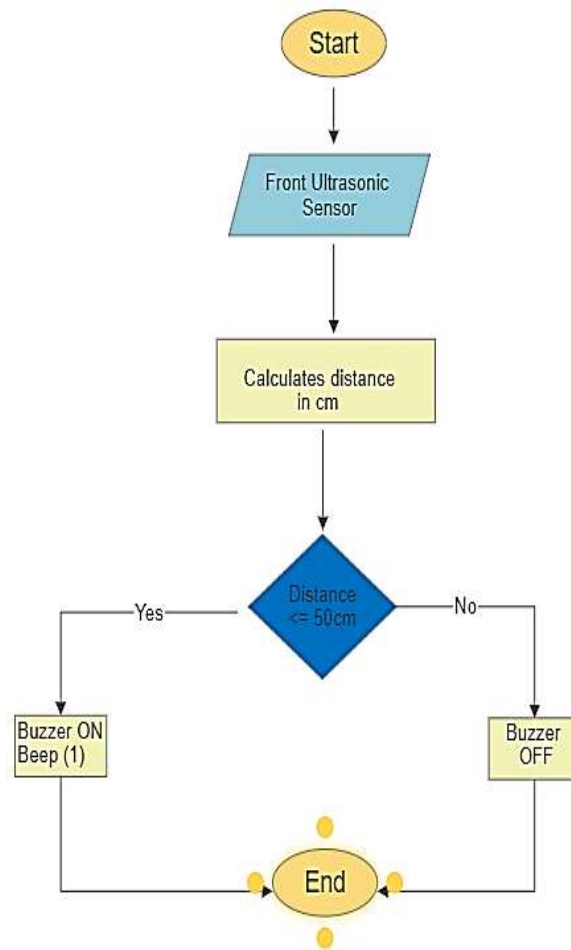 Start
Front Ultrasonic
Sensor
Calculates distance
in cm
Distance
<= 50cm
Yes
No
Buzzer ON
Beep (1)
Buzzer
OFF
End